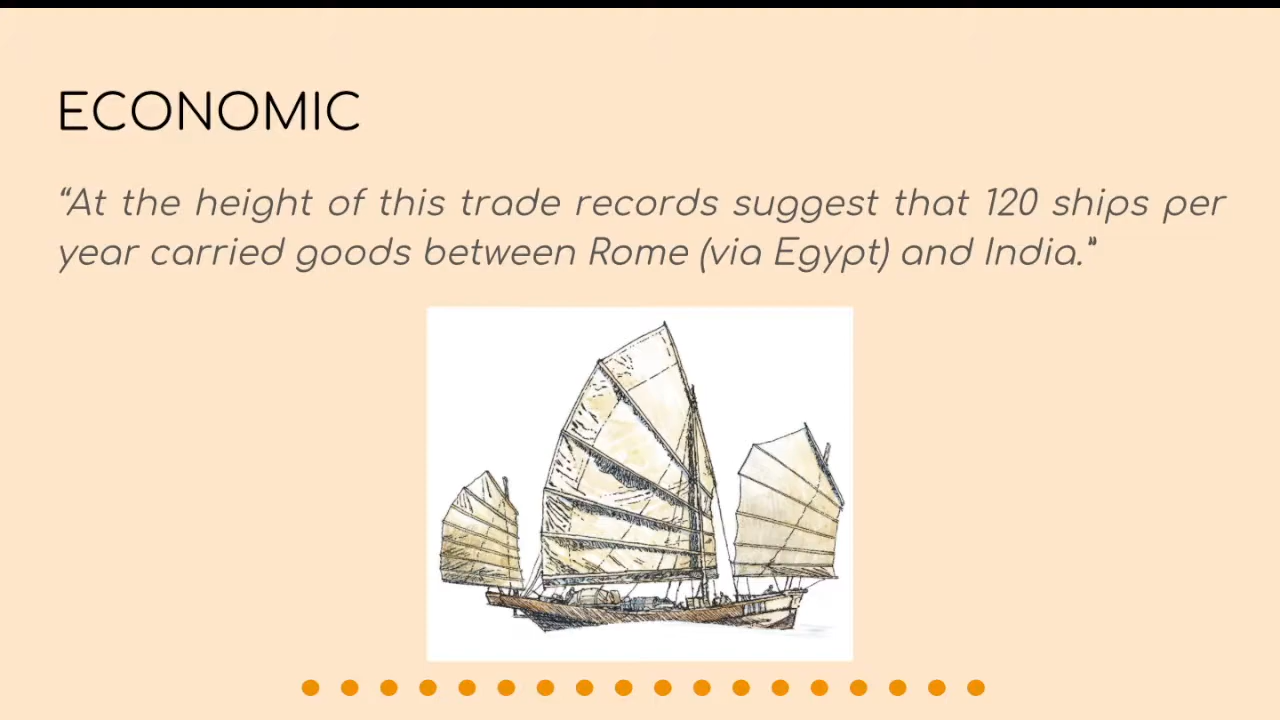 ECONOMIC
“At the height of this trade records suggest that 120 ships per
year carried goods between Rome (via Egypt) and India.”